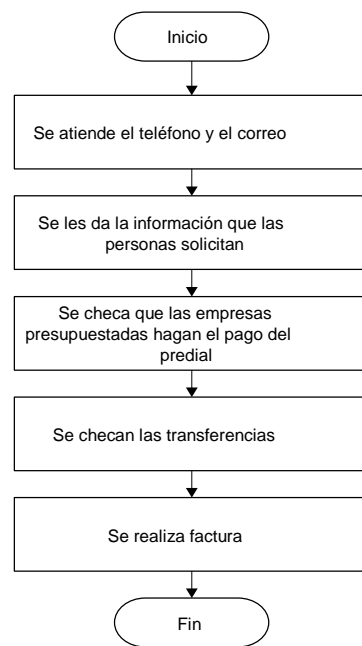 Inicio
Se atiende el teléfono y el correo
Se les da la información que las
personas solicitan
Se checa que las empresas
presupuestadas hagan el pago del
predial
Se checan las transferencias
Se realiza factura
Fin